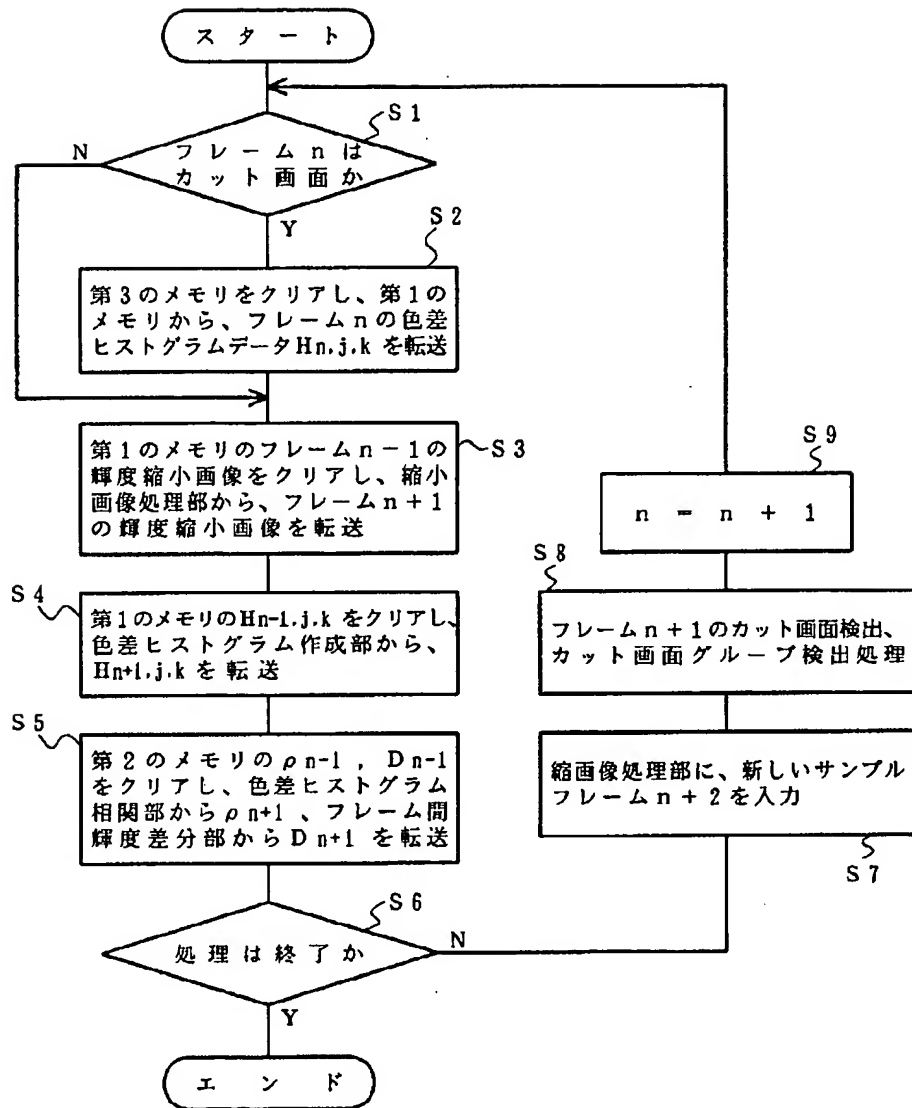 スタート
S1
N
フレームnは
カット画面か
Y
S2
第3のメモリをクリアし、第1の
メモリから、フレームnの色差
ヒストグラムデータHn.j.kを転送
S3
第1のメモリのフレームn-1の
輝度縮小画像をクリアし、縮小
画像処理部から、フレームn+1
の輝度縮小画像を転送
S4
第1のメモリのHn-1.j.kをクリアし、
色差ヒストグラム作成部から、
Hn+1.j.kを転送
S5
第2のメモリのρn-1, Dn-1
をクリアし、色差ヒストグラム
相関部からρn+1、フレーム間
輝度差分部からDn+1を転送
S6
処理は終了か
N
Y
エンド
S7
縮画像処理部に、新しいサンプル
フレームn+2を入力
S8
フレームn+1のカット画面検出、
カット画面グループ検出処理
S9
n = n + 1